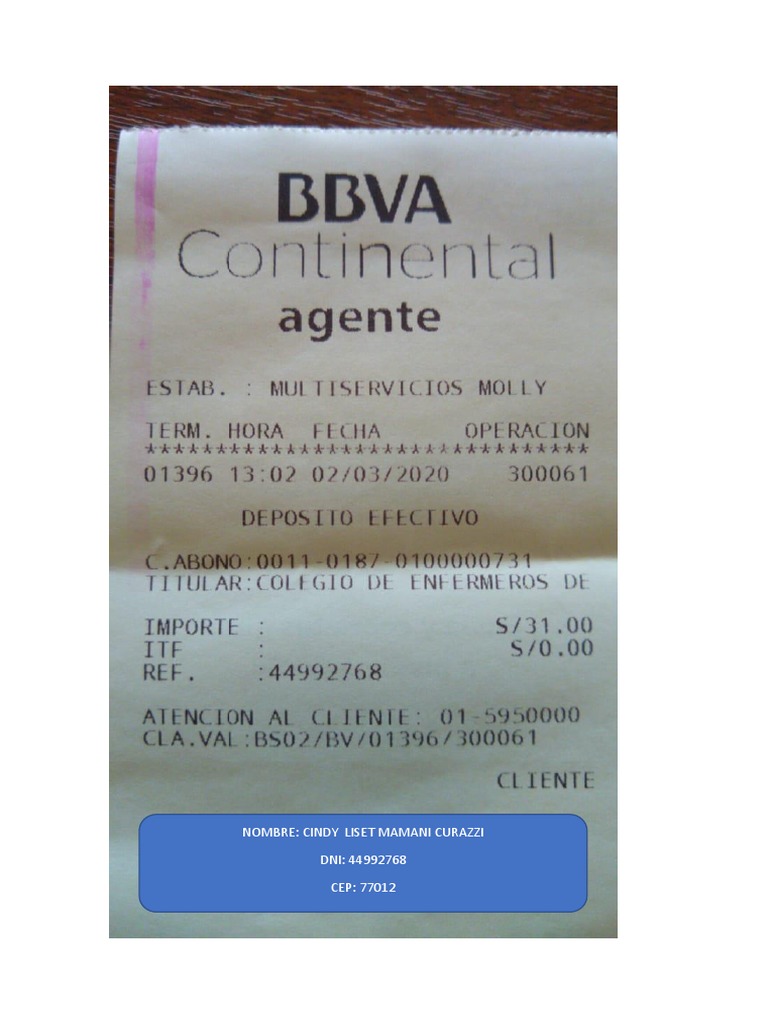 BBVA
Continental
agente
ESTAB. : MULTISERVICIOS MOLLY
TERM. HORA FECHA OPERACION
*********************************
01396 13:02 02/03/2020 300061
DEPOSITO EFECTIVO
C.ABONO:0011-0187-0100000731
TITULAR:COLEGIO DE ENFERMEROS DE
IMPORTE : S/31.00
ITF : S/0.00
REF. :44992768
ATENCION AL CLIENTE: 01-5950000
CLA.VAL:BS02/BV/01396/300061
CLIENTE
NOMBRE: CINDY LISET MAMANI CURAZZI
DNI: 44992768
CEP: 77012